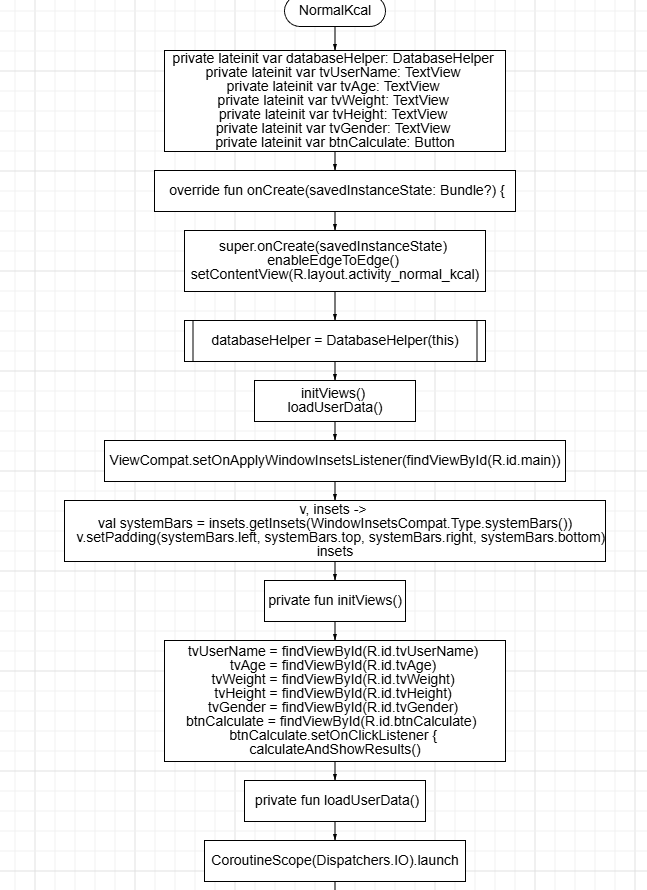 NormalKcal
private lateinit var databaseHelper: DatabaseHelper
private lateinit var tvUserName: TextView
private lateinit var tvAge: TextView
private lateinit var tvWeight: TextView
private lateinit var tvHeight: TextView
private lateinit var tvGender: TextView
private lateinit var btnCalculate: Button
override fun onCreate(savedInstanceState: Bundle?) {
super.onCreate(savedInstanceState)
enableEdgeToEdge()
setContentView(R.layout.activity_normal_kcal)
databaseHelper = DatabaseHelper(this)
initViews()
loadUserData()
ViewCompat.setOnApplyWindowInsetsListener(findViewById(R.id.main))
v, insets ->
val systemBars = insets.getInsets(WindowInsetsCompat.Type.systemBars())
v.setPadding(systemBars.left, systemBars.top, systemBars.right, systemBars.bottom)
insets
private fun initViews()
tvUserName = findViewById(R.id.tvUserName)
tvAge = findViewById(R.id.tvAge)
tvWeight = findViewById(R.id.tvWeight)
tvHeight = findViewById(R.id.tvHeight)
tvGender = findViewById(R.id.tvGender)
btnCalculate = findViewById(R.id.btnCalculate)
btnCalculate.setOnClickListener {
calculateAndShowResults()
private fun loadUserData()
CoroutineScope(Dispatchers.IO).launch